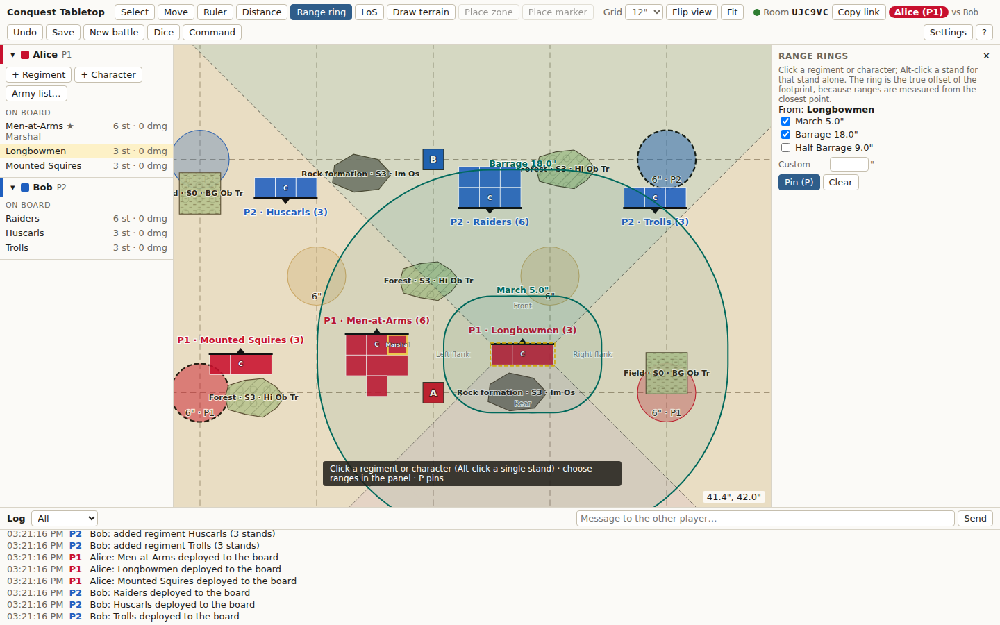 Conquest Tabletop Select Move Ruler Distance Range ring LoS Draw terrain Place zone Place marker Grid 12" Flip view Fit Room UJC9VC Copy link Alice (P1) vs Bob
Undo Save New battle Dice Command Settings ?
▾ Alice P1
+ Regiment + Character
Army list…
ON BOARD
Men-at-Arms ★ 6 st · 0 dmg
Marshal
Longbowmen 3 st · 0 dmg
Mounted Squires 3 st · 0 dmg
▾ Bob P2
ON BOARD
Raiders 6 st · 0 dmg
Huscarls 3 st · 0 dmg
Trolls 3 st · 0 dmg
B
Barrage 18.0"
Rock formation · S3 · Im Os
Forest · S3 · Hi Ob Tr
6" · P2
d · S0 · BG Ob Tr
C
C
C
P2 · Huscarls (3)
P2 · Raiders (6)
P2 · Trolls (3)
Forest · S3 · Hi Ob Tr
March 5.0"
6"
6"
Front
P1 · Men-at-Arms (6)
P1 · Longbowmen (3)
P1 · Mounted Squires (3)
C Marshal
C
C
Left flank
Right flank
Field · S0 · BG Ob Tr
A
Rock formation · S3 · Im Os
Forest · S3 · Hi Ob Tr
Rear
6" · P1
6" · P1
Click a regiment or character (Alt-click a single stand) · choose
ranges in the panel · P pins
41.4", 42.0"
RANGE RINGS ✕
Click a regiment or character; Alt-click a stand for
that stand alone. The ring is the true offset of the
footprint, because ranges are measured from the
closest point.
From: Longbowmen
March 5.0"
Barrage 18.0"
Half Barrage 9.0"
Custom "
Pin (P) Clear
Log All Message to the other player… Send
03:21:16 PM P2 Bob: added regiment Huscarls (3 stands)
03:21:16 PM P2 Bob: added regiment Trolls (3 stands)
03:21:16 PM P1 Alice: Men-at-Arms deployed to the board
03:21:16 PM P1 Alice: Longbowmen deployed to the board
03:21:16 PM P1 Alice: Mounted Squires deployed to the board
03:21:16 PM P2 Bob: Raiders deployed to the board
03:21:16 PM P2 Bob: Huscarls deployed to the board
03:21:16 PM P2 Bob: Trolls deployed to the board